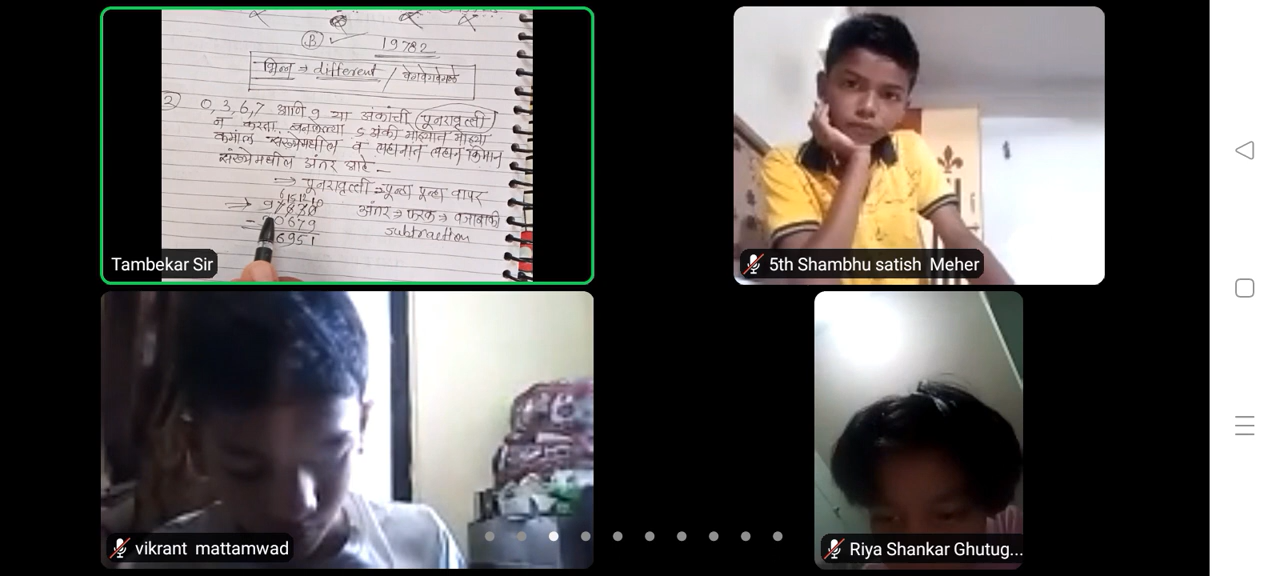 B
19782
भिन्न → different / वेगवेगळे
2) 0, 3, 6, 7 आणि 9 या अंकांची पूनरावृत्ती
न करता बनलेल्या 5 अंकी मोठ्यात मोठ्या
संख्येमधील व लहानात लहान
संख्येमधील अंतर आहे -
⇒ पूनरावृत्ती → पून्हा पून्हा वापर
⇒ 97630 अंतर → फरक → वजाबाकी
0679 subtraction
6951
Tambekar Sir
5th Shambhu satish Meher
vikrant mattamwad
Riya Shankar Ghutug...